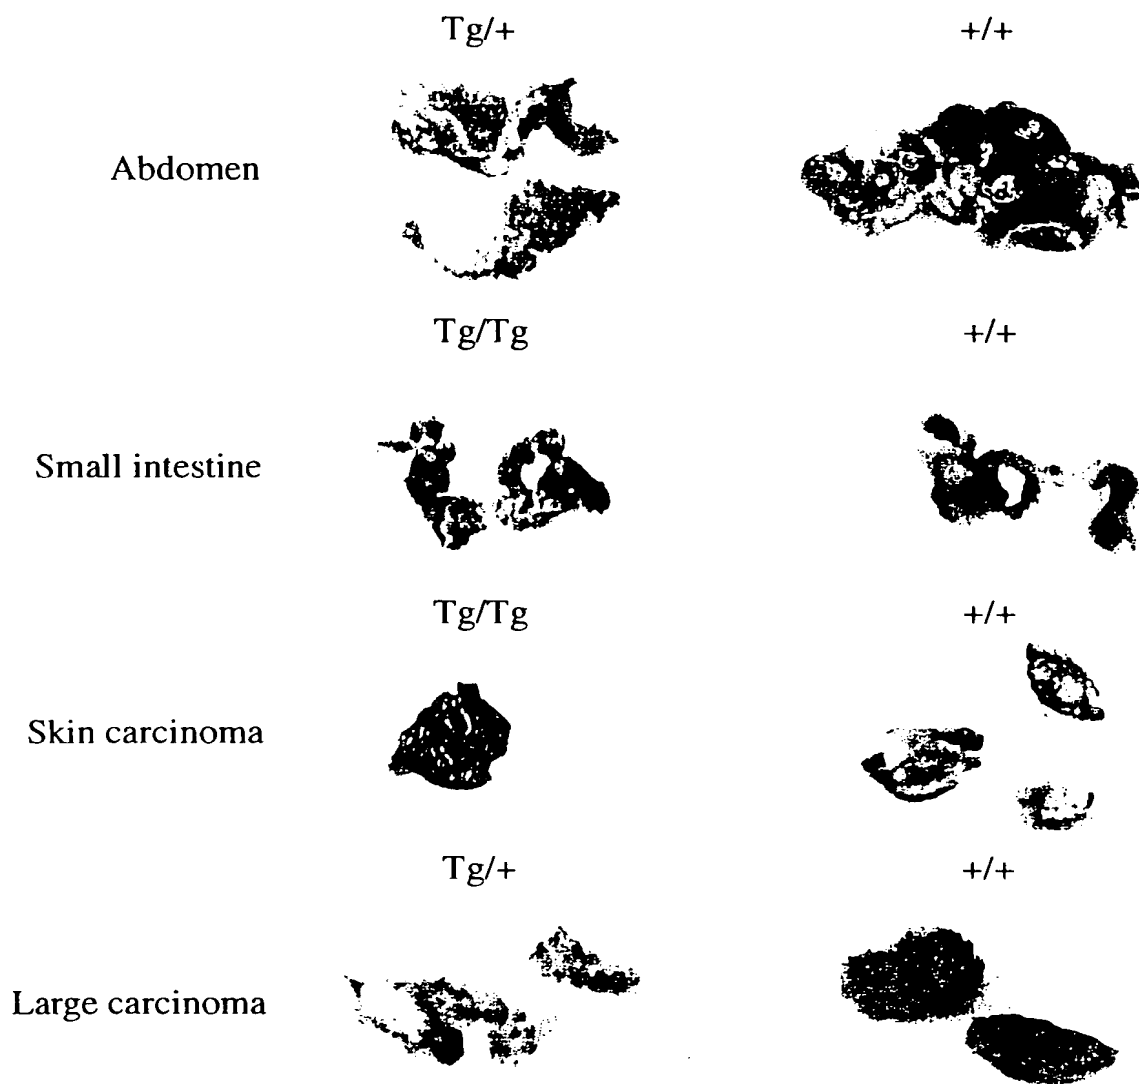 Tg/+ +/+
Abdomen
Tg/Tg +/+
Small intestine
Tg/Tg +/+
Skin carcinoma
Tg/+ +/+
Large carcinoma